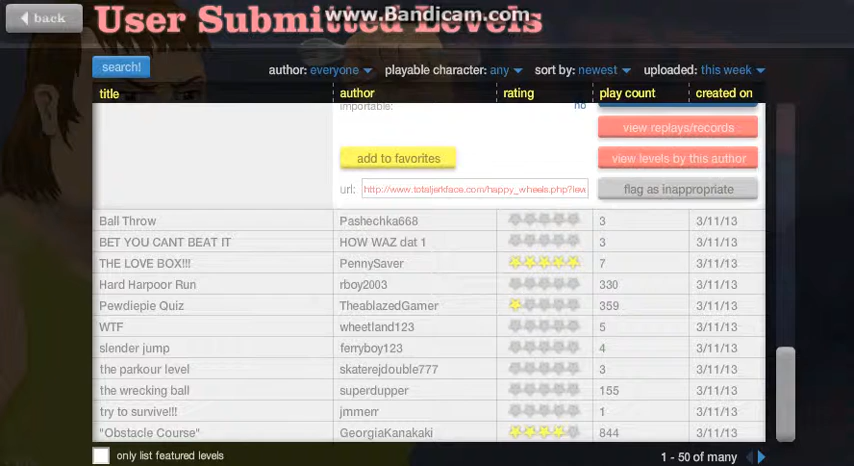 back
User Submitted Levels
www.Bandicam.com
search!
author: everyone playable character: any sort by: newest uploaded: this week
title author rating play count created on
importable: no
view replays/records
add to favorites
view levels by this author
url: http://www.totaljerkface.com/happy_wheels.php?lev
flag as inappropriate
Ball Throw Pashechka668 3 3/11/13
BET YOU CANT BEAT IT HOW WAZ dat 1 3 3/11/13
THE LOVE BOX!!! PennySaver 7 3/11/13
Hard Harpoor Run rboy2003 330 3/11/13
Pewdiepie Quiz TheablazedGamer 359 3/11/13
WTF wheetland123 5 3/11/13
slender jump ferryboy123 4 3/11/13
the parkour level skaterejdouble777 3 3/11/13
the wrecking ball superdupper 155 3/11/13
try to survive!!! jmmerr 1 3/11/13
"Obstacle Course" GeorgiaKanakaki 844 3/11/13
only list featured levels
1 - 50 of many